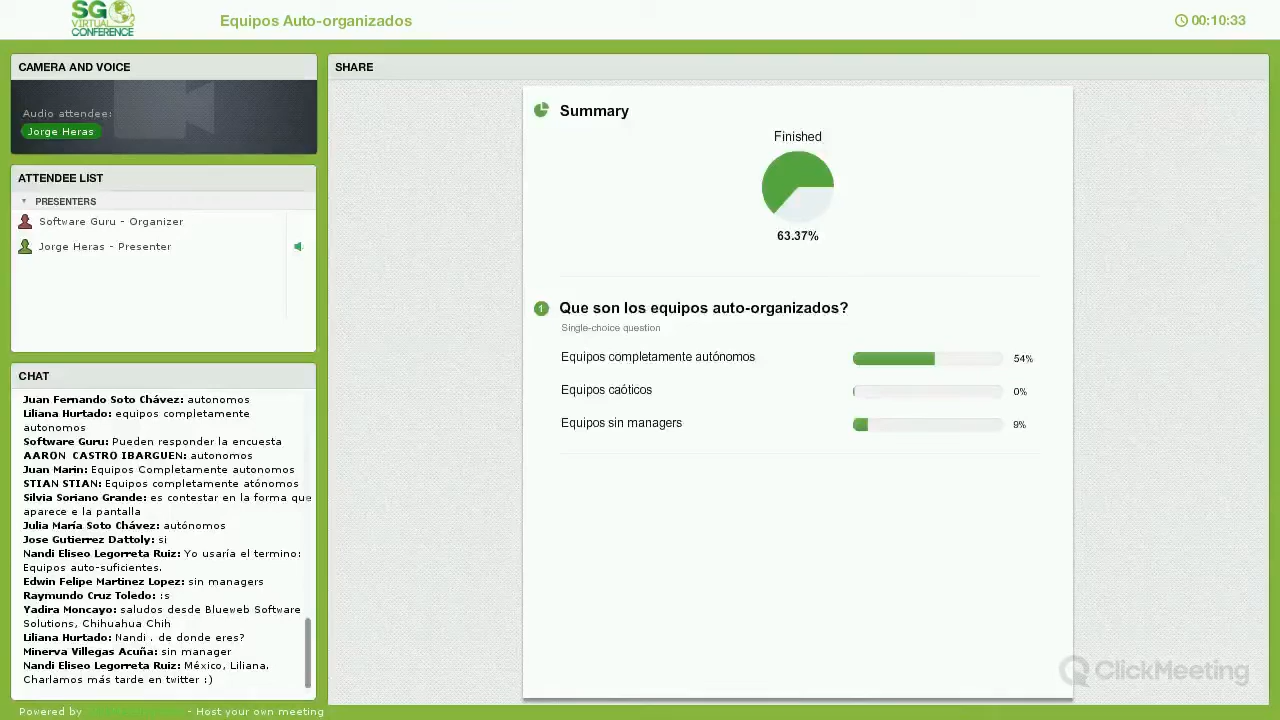 SG
VIRTUAL
CONFERENCE
Equipos Auto-organizados
00:10:33
CAMERA AND VOICE
Audio attendee:
Jorge Heras
ATTENDEE LIST
PRESENTERS
Software Guru - Organizer
Jorge Heras - Presenter
CHAT
Juan Fernando Soto Chávez: autonomos
Liliana Hurtado: equipos completamente
autonomos
Software Guru: Pueden responder la encuesta
AARON CASTRO IBARGUEN: autonomos
Juan Marin: Equipos Completamente autonomos
STIAN STIAN: Equipos completamente atónomos
Silvia Soriano Grande: es contestar en la forma que
aparece e la pantalla
Julia María Soto Chávez: autónomos
Jose Gutierrez Dattoly: si
Nandi Eliseo Legorreta Ruiz: Yo usaría el termino:
Equipos auto-suficientes.
Edwin Felipe Martinez Lopez: sin managers
Raymundo Cruz Toledo: :s
Yadira Moncayo: saludos desde Blueweb Software
Solutions, Chihuahua Chih
Liliana Hurtado: Nandi . de donde eres?
Minerva Villegas Acuña: sin manager
Nandi Eliseo Legorreta Ruiz: México, Liliana.
Charlamos más tarde en twitter :)
SHARE
Summary
Finished
63.37%
1 Que son los equipos auto-organizados?
Single-choice question
Equipos completamente autónomos 54%
Equipos caóticos 0%
Equipos sin managers 9%
ClickMeeting
Powered by - Host your own meeting